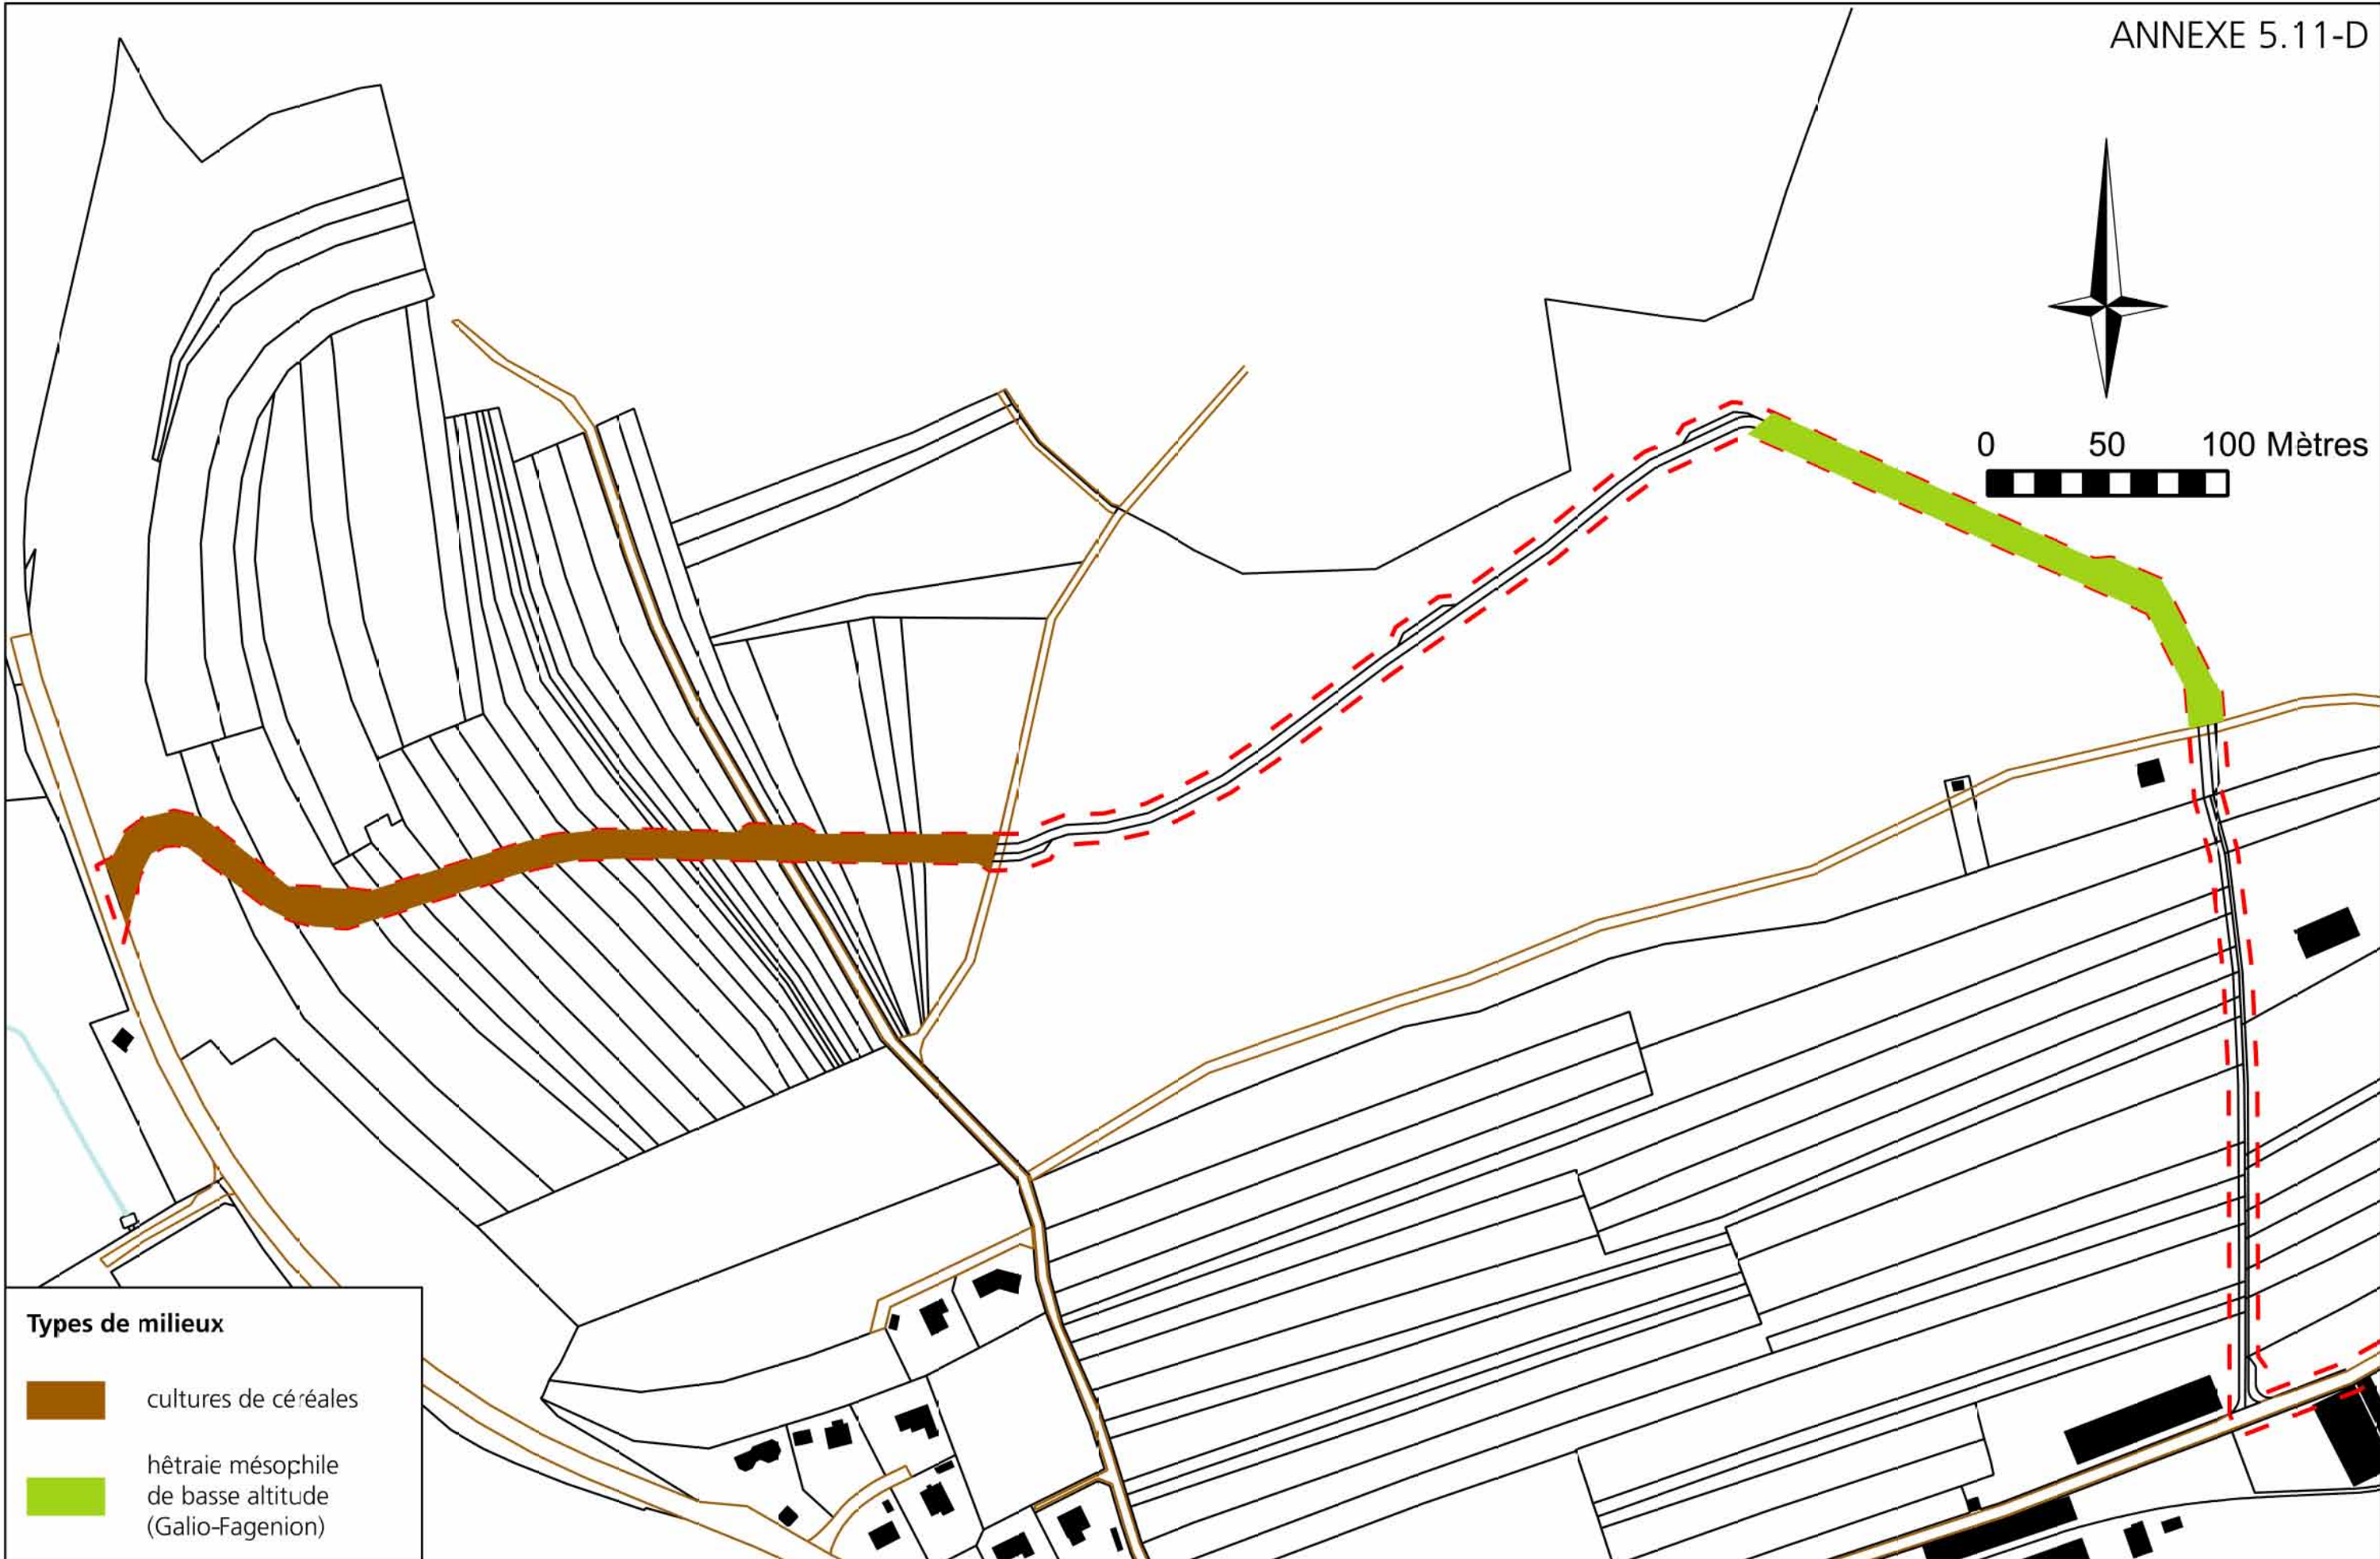 ANNEXE 5.11-D
0 50 100 Mètres
Types de milieux
cultures de céréales
hêtraie mésophile
de basse altitude
(Galio-Fagenion)